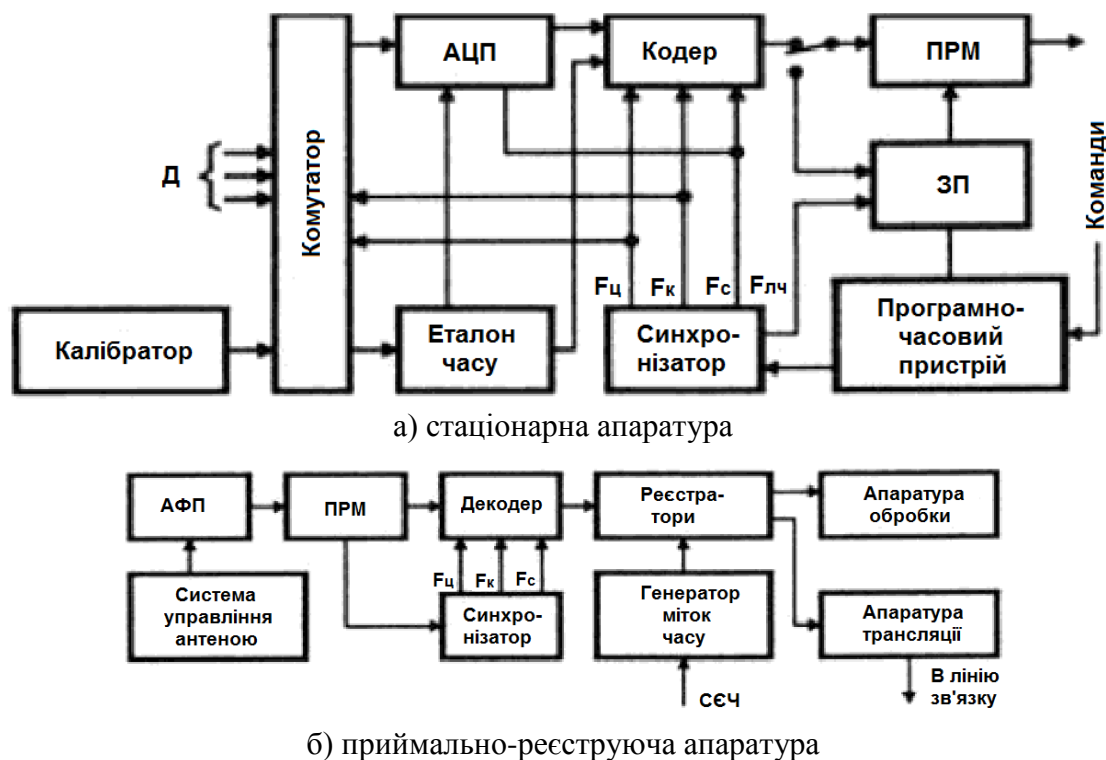 АЦП
Кодер
ПРМ
Д
Комутатор
ЗП
Команди
Fц
Fк
Fс
Fлч
Калібратор
Еталон
часу
Синхро-
нізатор
Програмно-
часовий
пристрій
а) стаціонарна апаратура
АФП
ПРМ
Декодер
Реєстра-
тори
Апаратура
обробки
Fц
Fк
Fс
Система
управління
антеною
Синхро-
нізатор
Генератор
міток
часу
Апаратура
трансляції
СЄЧ
В лінію
зв'язку
б) приймально-реєструюча апаратура